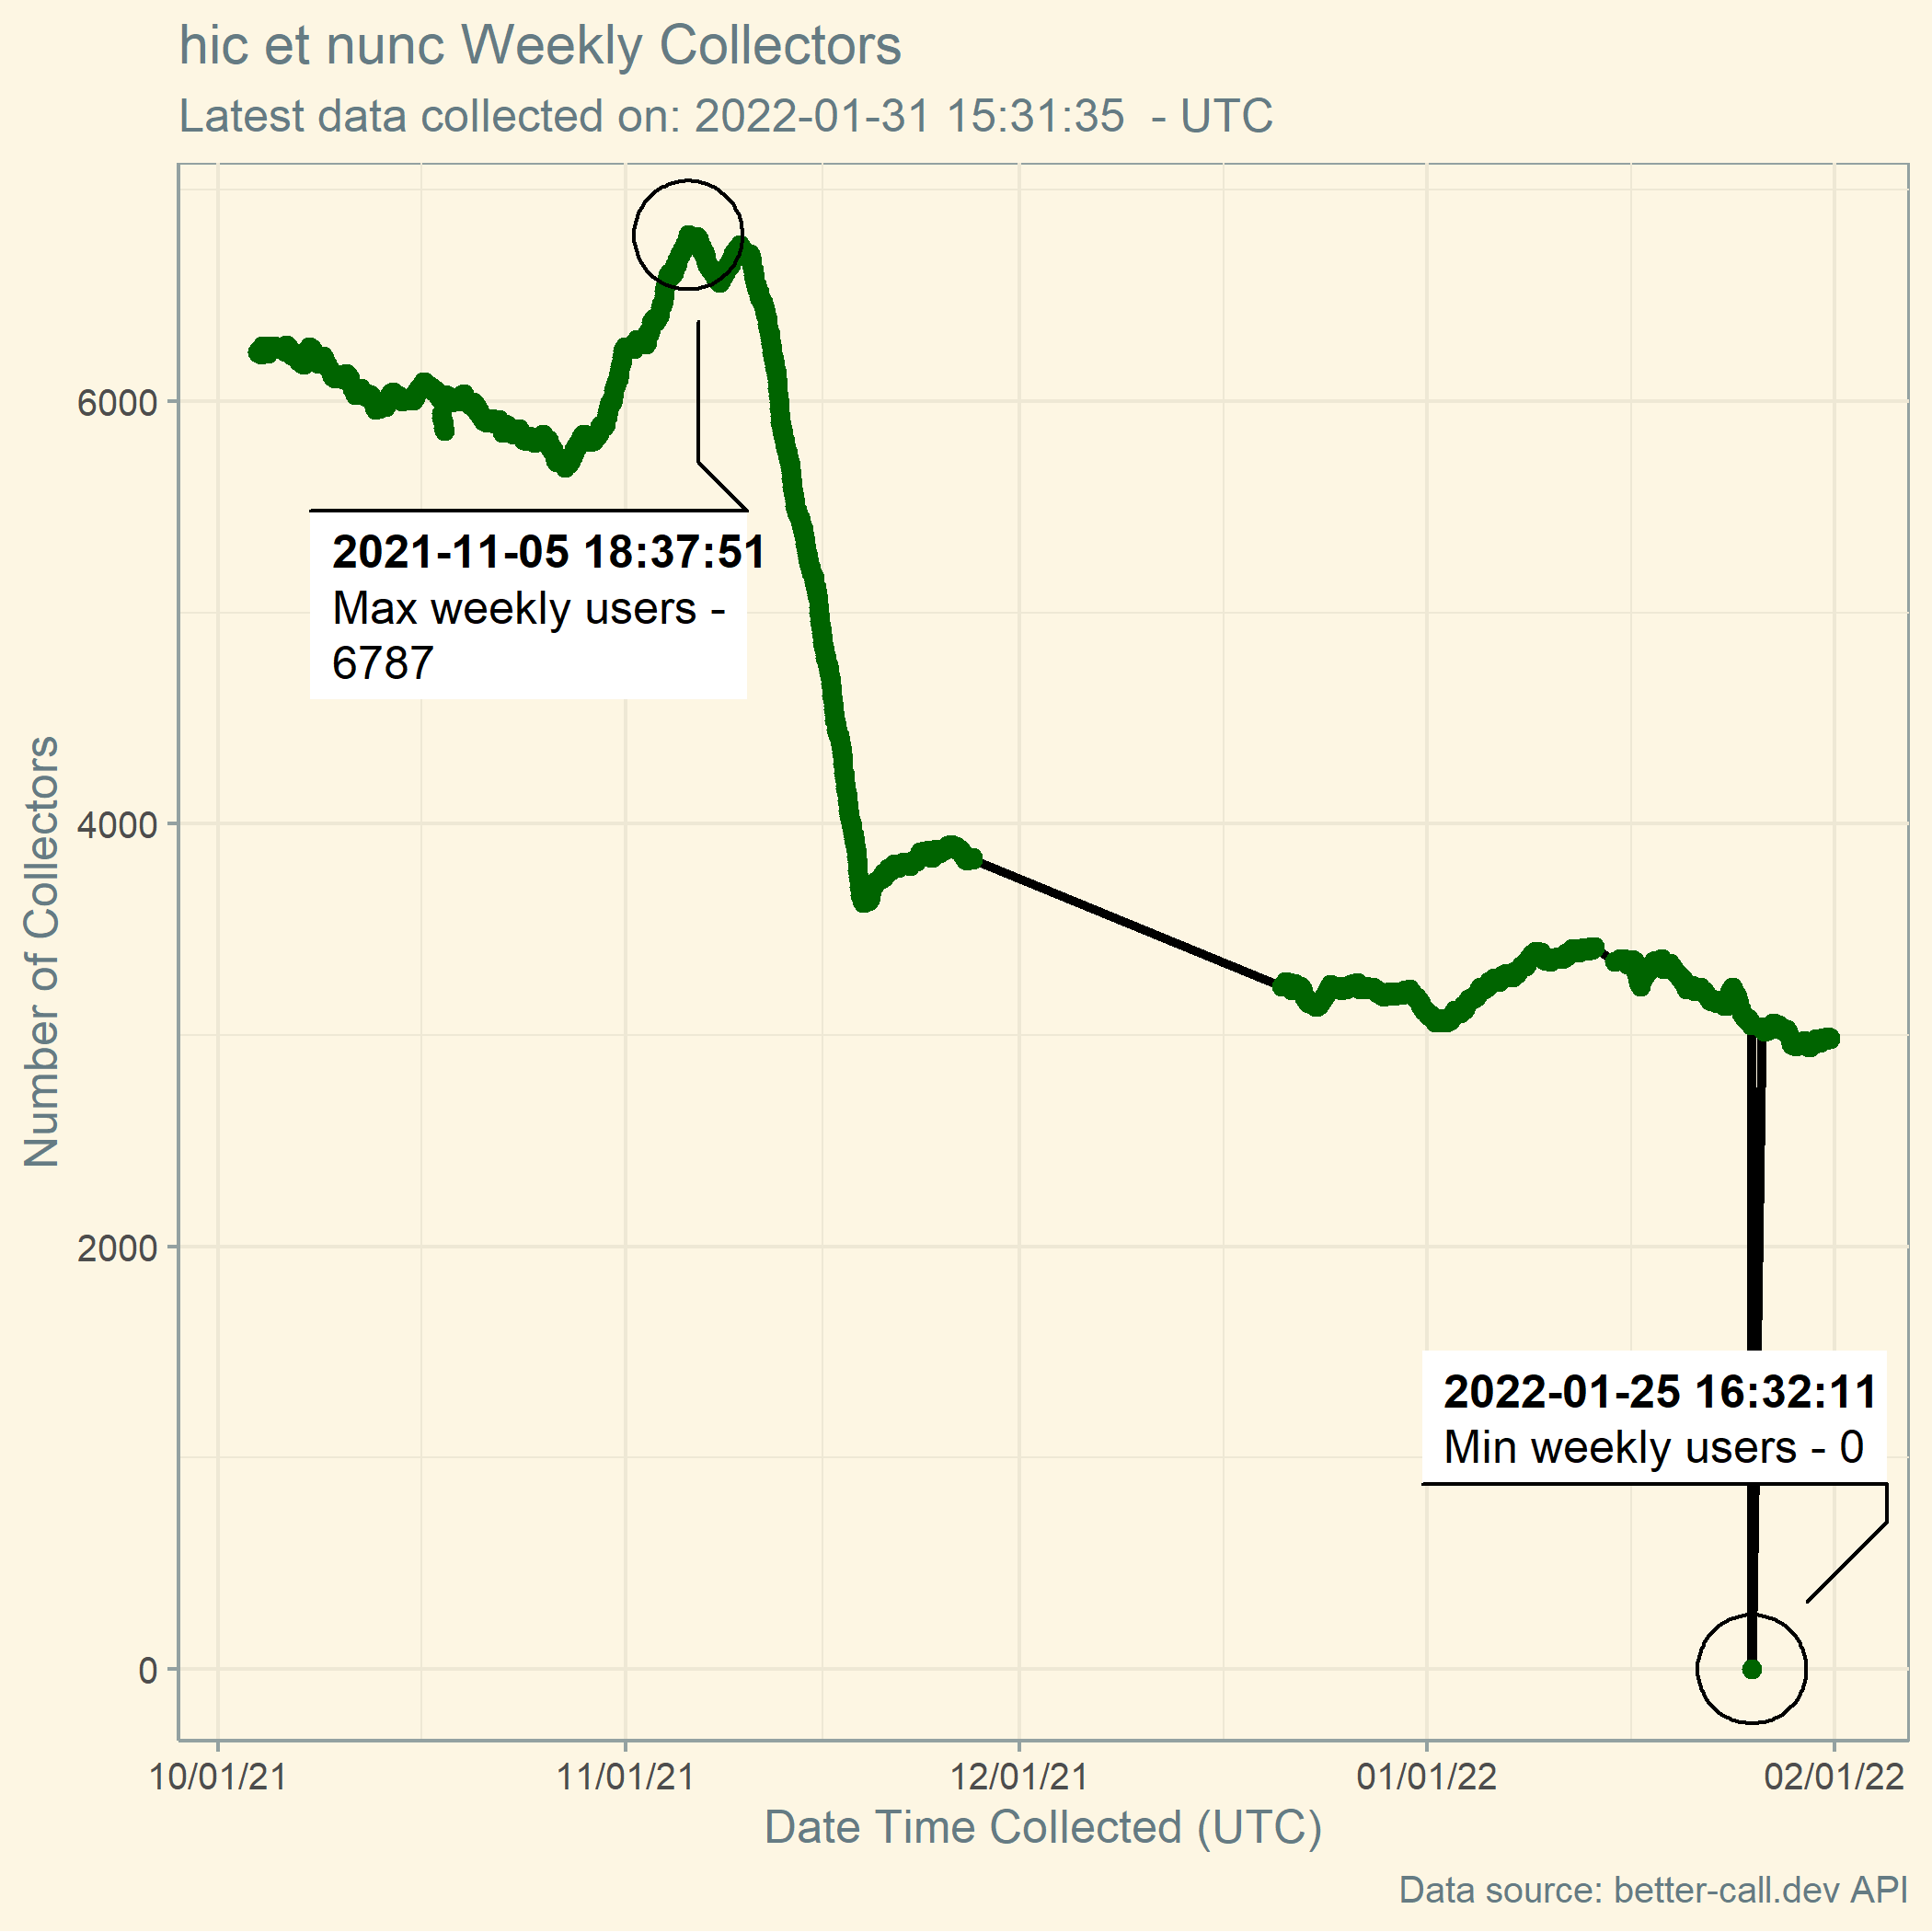 hic et nunc Weekly Collectors
Latest data collected on: 2022-01-31 15:31:35  - UTC
Number of Collectors
6000
4000
2000
0
2021-11-05 18:37:51
Max weekly users -
6787
2022-01-25 16:32:11
Min weekly users - 0
10/01/21
11/01/21
12/01/21
01/01/22
02/01/22
Date Time Collected (UTC)
Data source: better-call.dev API